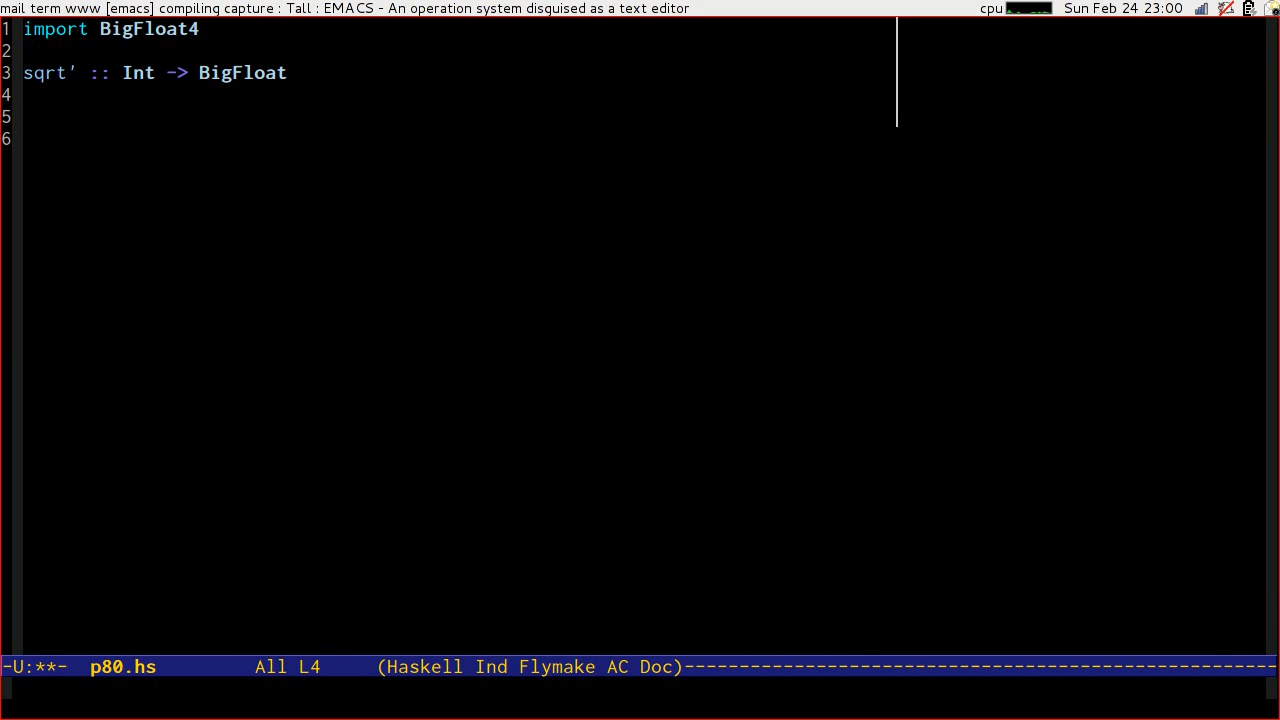 mail term www [emacs] compiling capture : Tall : EMACS - An operation system disguised as a text editor cpu Sun Feb 24 23:00
1 import BigFloat4
2
3 sqrt' :: Int -> BigFloat
4
5
6
-U:**-  p80.hs         All L4     (Haskell Ind Flymake AC Doc)------------------------------------------------------